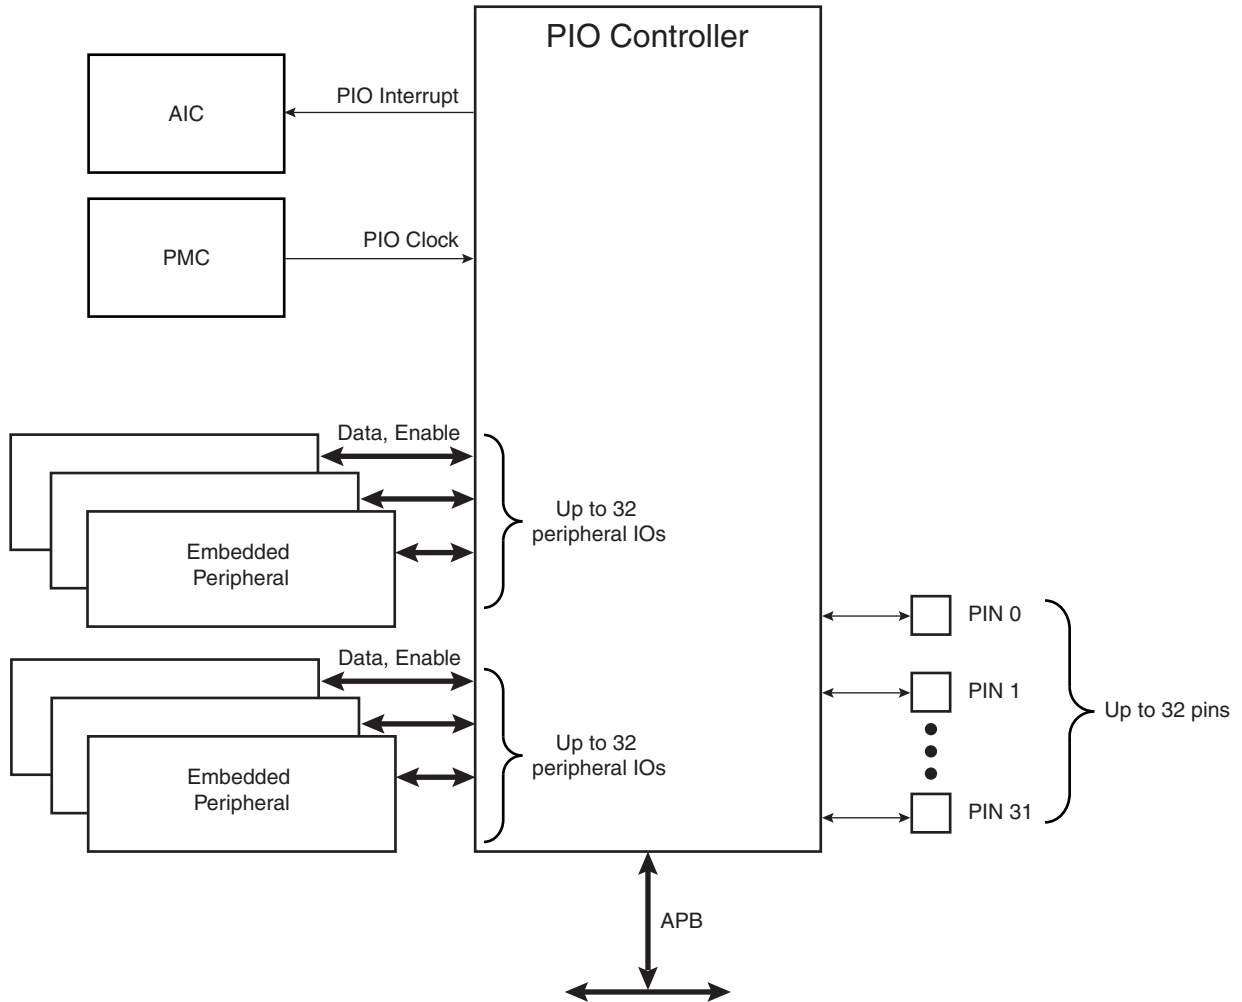 PIO Controller
PIO Interrupt
AIC
PIO Clock
PMC
Data, Enable
Up to 32
peripheral IOs
Embedded
Peripheral
PIN 0
Data, Enable
PIN 1
Up to 32 pins
Up to 32
peripheral IOs
Embedded
Peripheral
PIN 31
APB